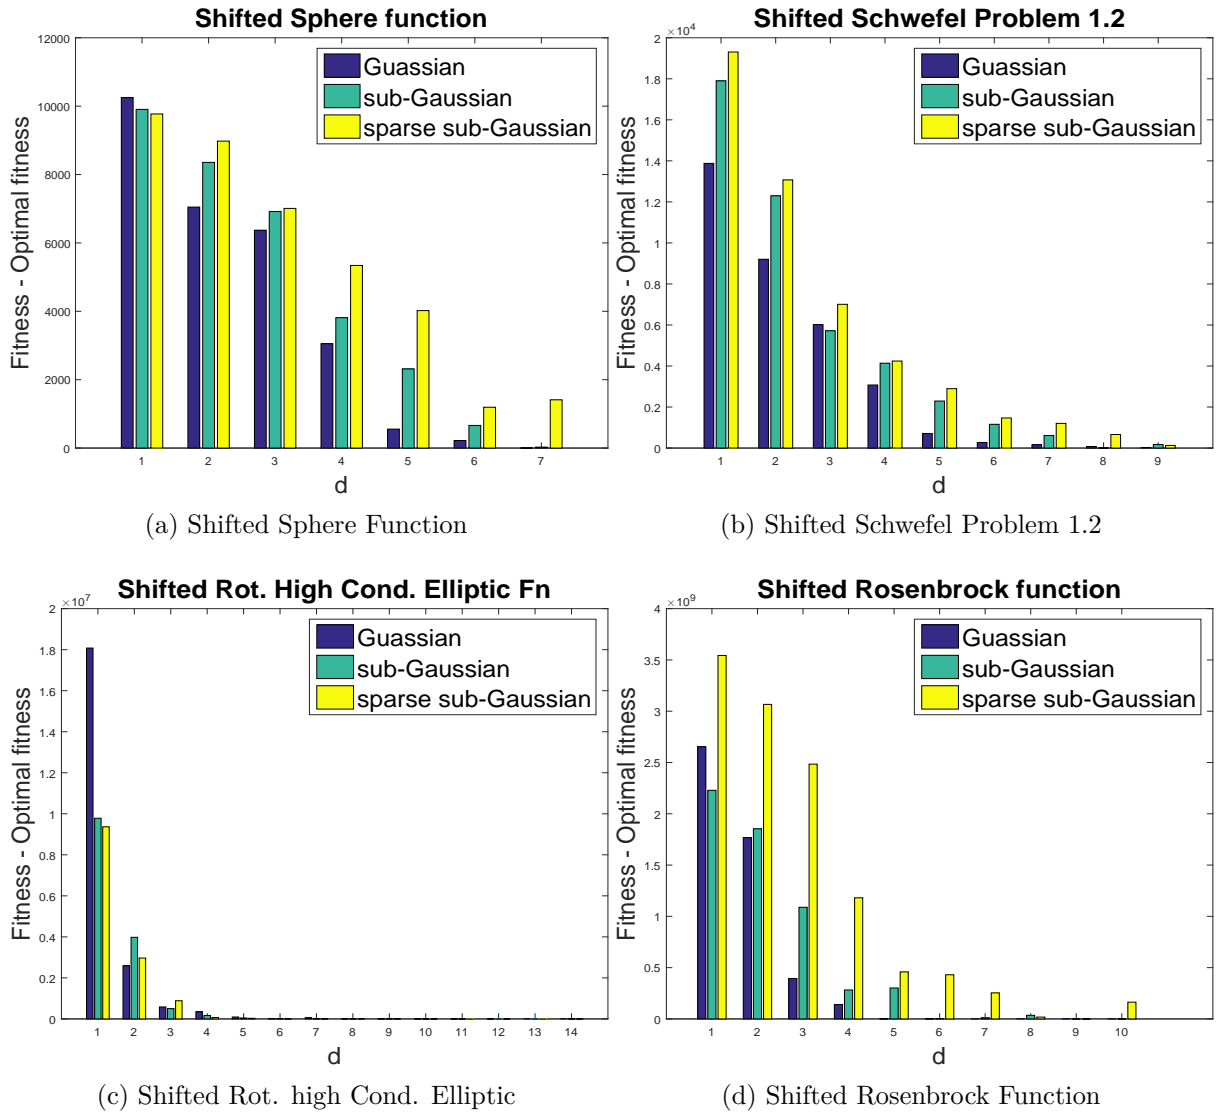 Shifted Sphere function
12000
10000
8000
6000
4000
2000
0
Fitness - Optimal fitness
Guassian
sub-Gaussian
sparse sub-Gaussian
1 2 3 4 5 6 7
d
(a) Shifted Sphere Function
Shifted Schwefel Problem 1.2
×10⁴
2
1.8
1.6
1.4
1.2
1
0.8
0.6
0.4
0.2
0
Fitness - Optimal fitness
Guassian
sub-Gaussian
sparse sub-Gaussian
1 2 3 4 5 6 7 8 9
d
(b) Shifted Schwefel Problem 1.2
Shifted Rot. High Cond. Elliptic Fn
×10⁷
2
1.8
1.6
1.4
1.2
1
0.8
0.6
0.4
0.2
0
Fitness - Optimal fitness
Guassian
sub-Gaussian
sparse sub-Gaussian
1 2 3 4 5 6 7 8 9 10 11 12 13 14
d
(c) Shifted Rot. high Cond. Elliptic
Shifted Rosenbrock function
×10⁹
4
3.5
3
2.5
2
1.5
1
0.5
0
Fitness - Optimal fitness
Guassian
sub-Gaussian
sparse sub-Gaussian
1 2 3 4 5 6 7 8 9 10
d
(d) Shifted Rosenbrock Function